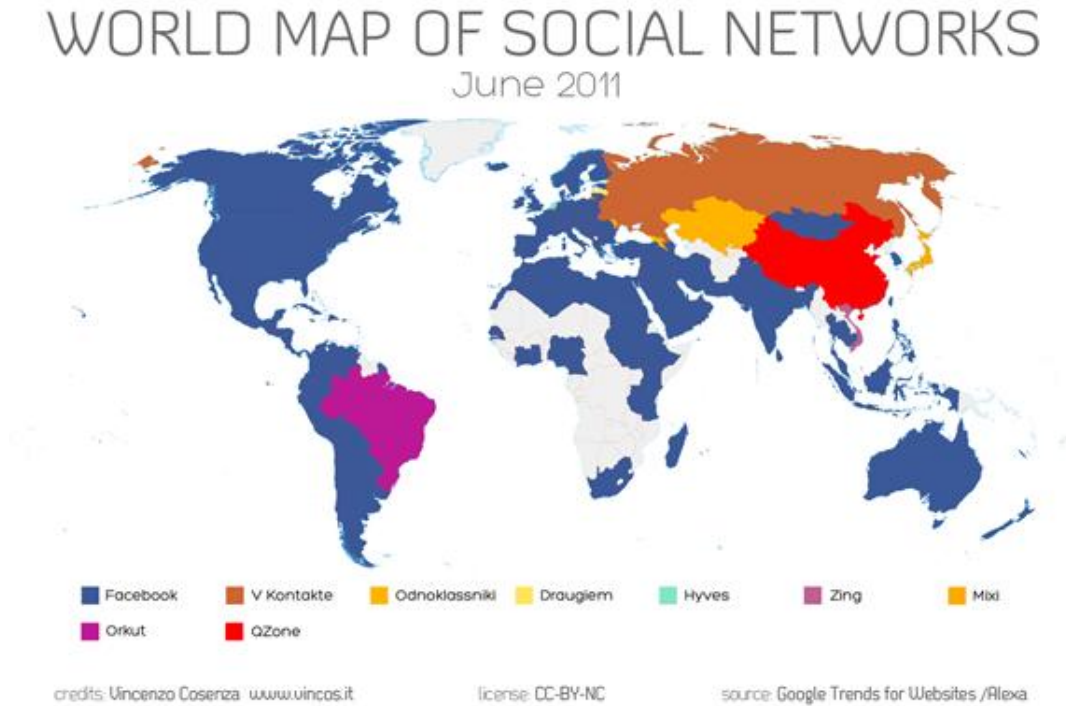 WORLD MAP OF SOCIAL NETWORKS
June 2011
Facebook V Kontakte Odnoklassniki Draugiem Hyves Zing Mixi
Orkut QZone
credits: Vincenzo Cosenza www.vincos.it license: CC-BY-NC source: Google Trends for Websites /Alexa